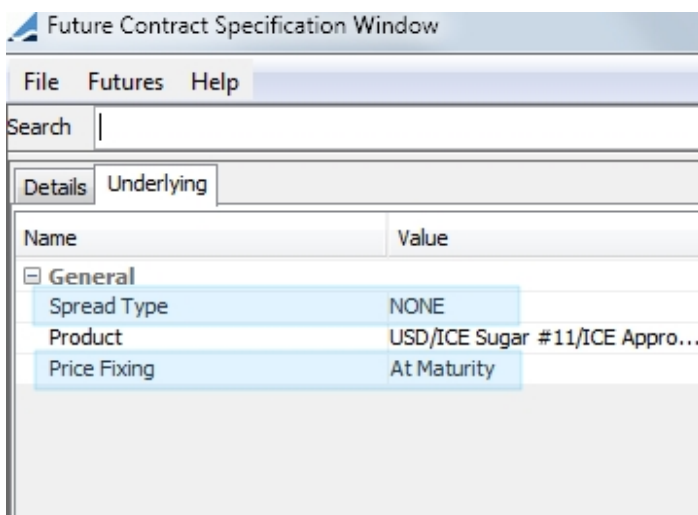 Future Contract Specification Window
File Futures Help
Search
Details Underlying
Name Value
General
Spread Type NONE
Product USD/ICE Sugar #11/ICE Appro...
Price Fixing At Maturity